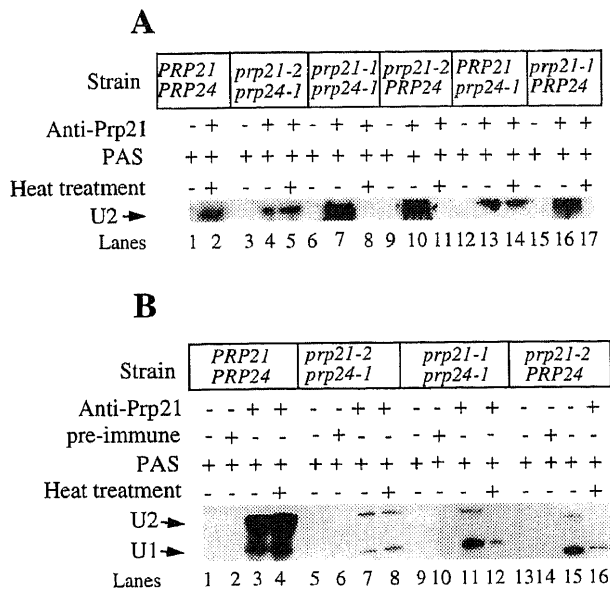 A
Strain PRP21 prp21-2 prp21-1 prp21-2 PRP21 prp21-1
PRP24 prp24-1 prp24-1 PRP24 prp24-1 PRP24
Anti-Prp21 - + - + + - + + - + + - + + - + +
PAS + + + + + + + + + + + + + + + + +
Heat treatment - + - - + - - + - - + - - + - - +
U2
Lanes 1 2 3 4 5 6 7 8 9 10 11 12 13 14 15 16 17
B
Strain PRP21 prp21-2 prp21-1 prp21-2
PRP24 prp24-1 prp24-1 PRP24
Anti-Prp21 - - + + - - + + - - + + - - + +
pre-immune - + - - - + - - - + - - - + - -
PAS + + + + + + + + + + + + + + + +
Heat treatment - - - + - - - + - - - + - - - +
U2
U1
Lanes 1 2 3 4 5 6 7 8 9 10 11 12 13 14 15 16